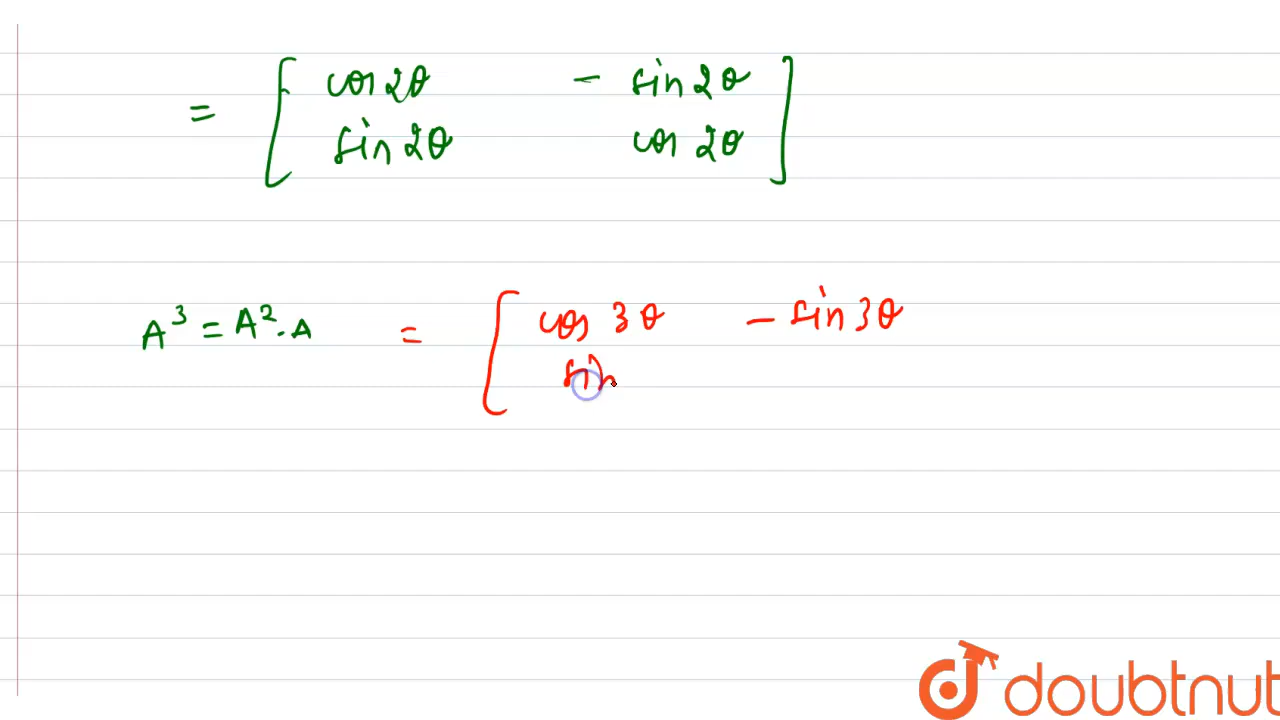 = [ cos 2θ - sin 2θ
sin 2θ cos 2θ ]
A³ = A² · A = [ cos 3θ - sin 3θ
sin
doubtnut